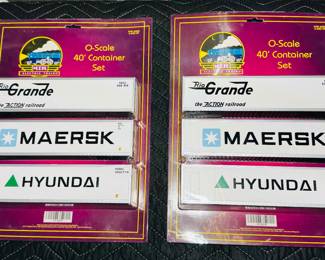 O-Scale
40' Container
Set
Rio
Grande
the ACTION railroad
MAERSK
HYUNDAI
O-Scale
40' Container
Set
Rio
Grande
the ACTION railroad
MAERSK
HYUNDAI